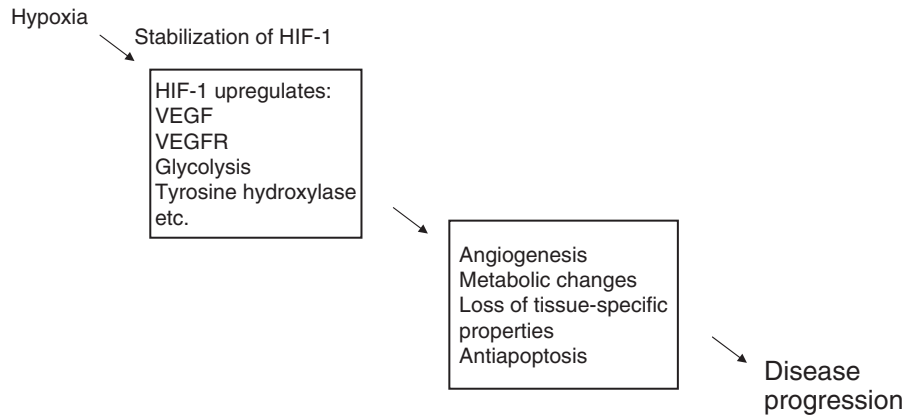 Hypoxia
Stabilization of HIF-1
HIF-1 upregulates:
VEGF
VEGFR
Glycolysis
Tyrosine hydroxylase
etc.
Angiogenesis
Metabolic changes
Loss of tissue-specific
properties
Antiapoptosis
Disease
progression